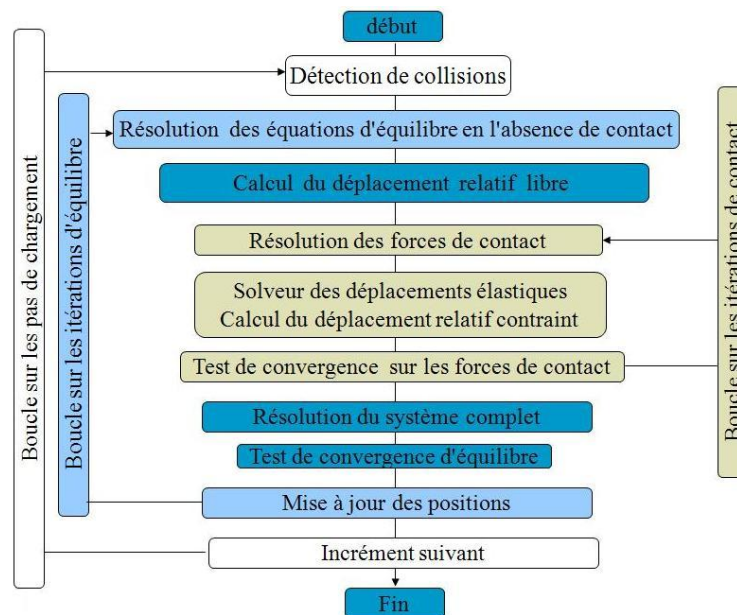 début
Détection de collisions
Résolution des équations d'équilibre en l'absence de contact
Calcul du déplacement relatif libre
Résolution des forces de contact
Solveur des déplacements élastiques
Calcul du déplacement relatif contraint
Test de convergence sur les forces de contact
Résolution du système complet
Test de convergence d'équilibre
Mise à jour des positions
Incrément suivant
Fin
Boucle sur les pas de chargement
Boucle sur les itérations d'équilibre
Boucle sur les itérations de contact